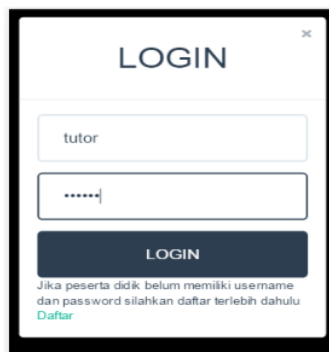 ×
LOGIN
tutor
••••••
LOGIN
Jika peserta didik belum memiliki username
dan password silahkan daftar terlebih dahulu
Daftar